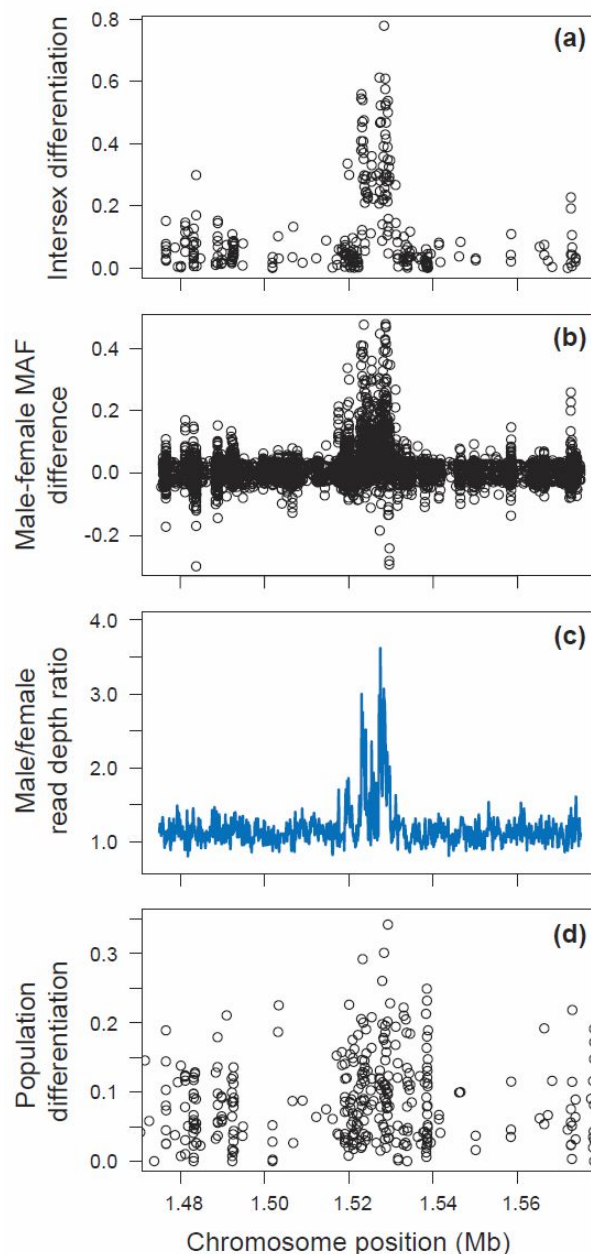 (a)
Intersex differentiation
0.8
0.6
0.4
0.2
0.0
(b)
Male-female MAF
difference
0.4
0.2
0.0
-0.2
(c)
Male/female
read depth ratio
4.0
3.0
2.0
1.0
(d)
Population
differentiation
0.3
0.2
0.1
0.0
1.48 1.50 1.52 1.54 1.56
Chromosome position (Mb)